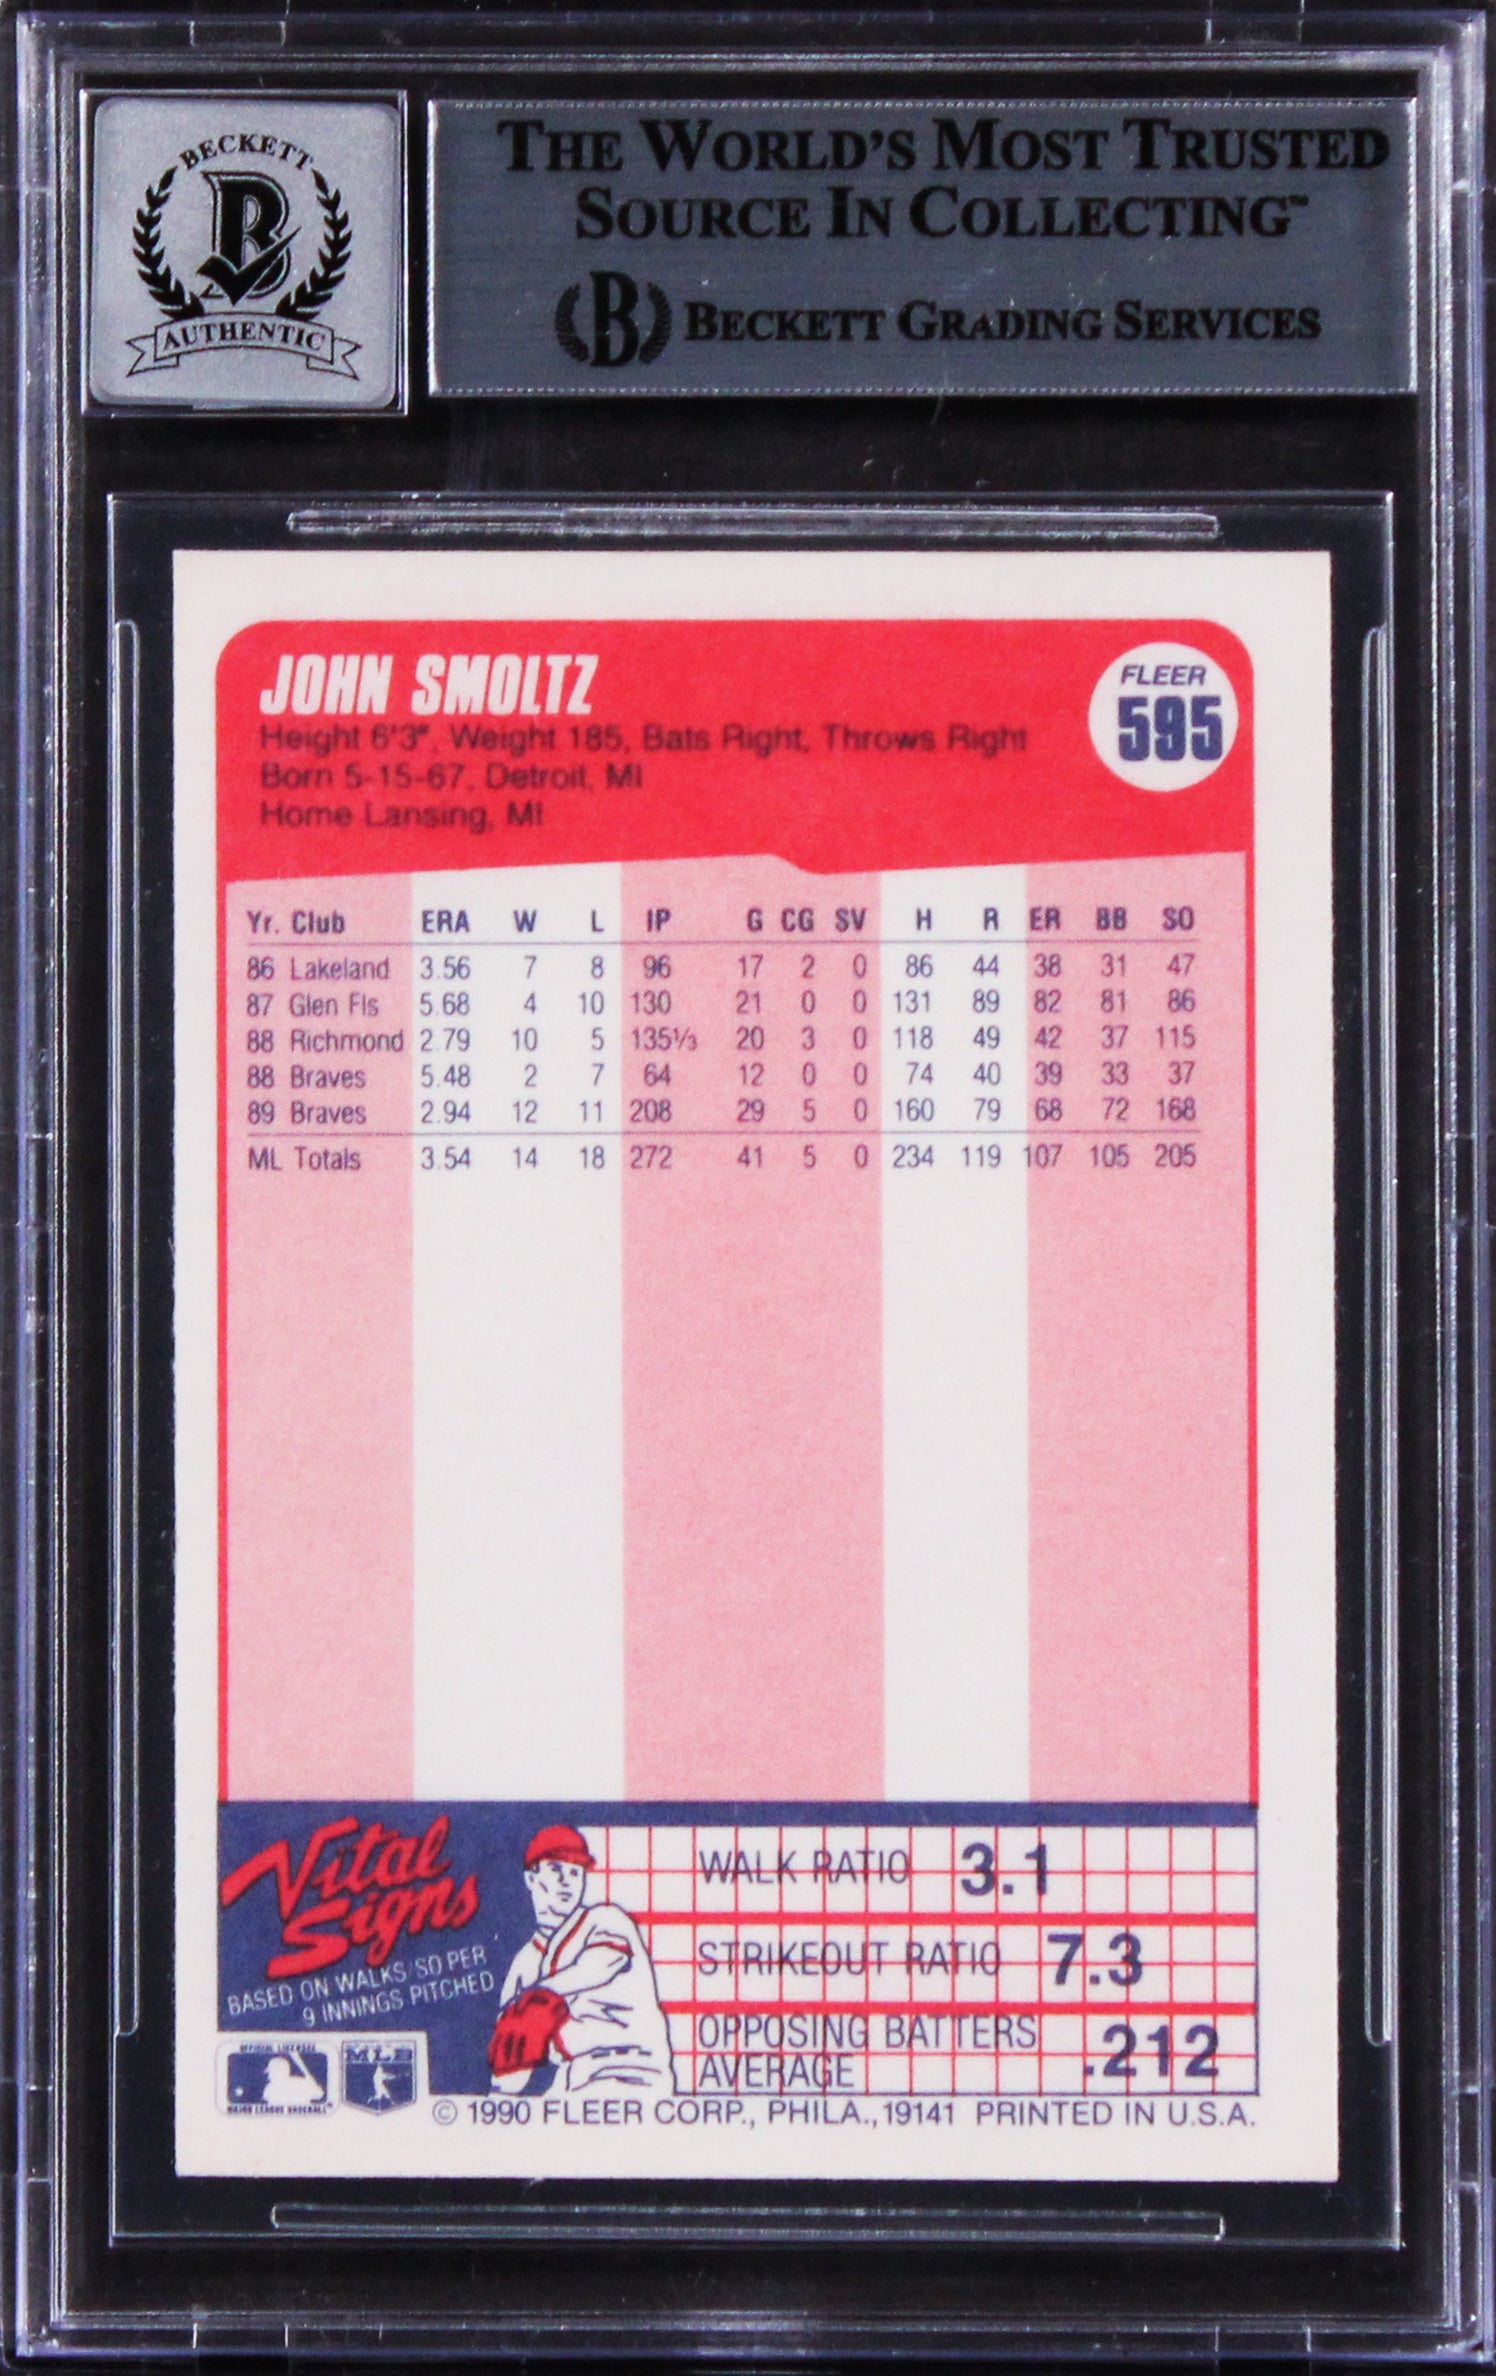 BECKETT
B
AUTHENTIC
THE WORLD'S MOST TRUSTED
SOURCE IN COLLECTING™
B BECKETT GRADING SERVICES
JOHN SMOLTZ
FLEER
595
Height 6'3", Weight 185, Bats Right, Throws Right
Born 5-15-67, Detroit, MI
Home Lansing, MI
Yr. Club ERA W L IP G CG SV H R ER BB SO
86 Lakeland 3.56 7 8 96 17 2 0 86 44 38 31 47
87 Glen Fls 5.68 4 10 130 21 0 0 131 89 82 81 86
88 Richmond 2.79 10 5 135⅓ 20 3 0 118 49 42 37 115
88 Braves 5.48 2 7 64 12 0 0 74 40 39 33 37
89 Braves 2.94 12 11 208 29 5 0 160 79 68 72 168
ML Totals 3.54 14 18 272 41 5 0 234 119 107 105 205
Vital
Signs
BASED ON WALKS/SO PER
9 INNINGS PITCHED
WALK RATIO 3.1
STRIKEOUT RATIO 7.3
OPPOSING BATTERS
AVERAGE .212
OFFICIAL LICENSEE
MAJOR LEAGUE BASEBALL™
MLB
© 1990 FLEER CORP., PHILA., 19141 PRINTED IN U.S.A.